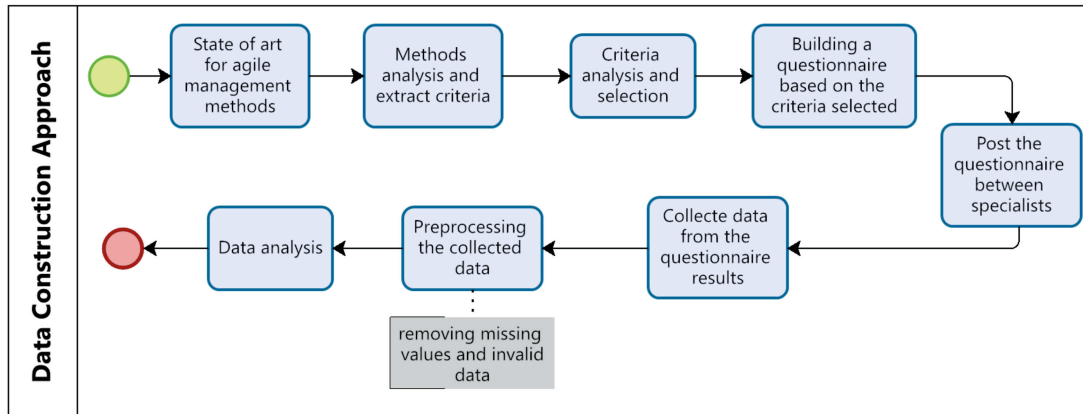 Data Construction Approach
State of art
for agile
management
methods
Methods
analysis and
extract criteria
Criteria
analysis and
selection
Building a
questionnaire
based on the
criteria selected
Post the
questionnaire
between
specialists
Collecte data
from the
questionnaire
results
Preprocessing
the collected
data
Data analysis
removing missing
values and invalid
data